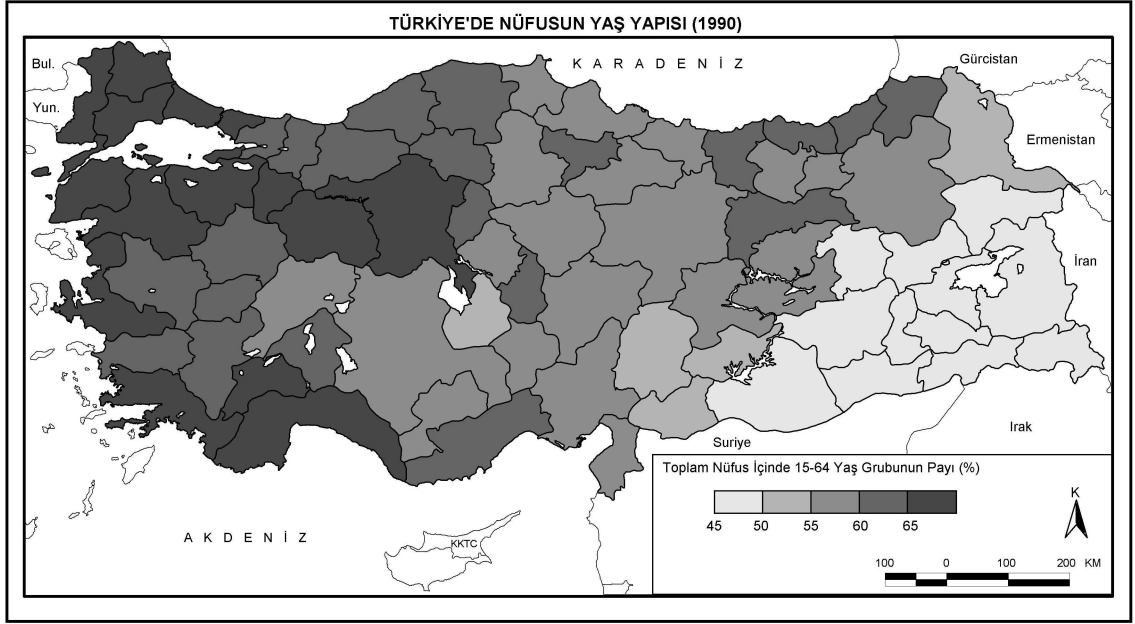 TÜRKİYE'DE NÜFUSUN YAŞ YAPISI (1990)
Bul.
K A R A D E N İ Z
Gürcistan
Yun.
Ermenistan
İran
Irak
Suriye
A K D E N İ Z
KKTC
Toplam Nüfus İçinde 15-64 Yaş Grubunun Payı (%)
45 50 55 60 65
K
100 0 100 200 KM